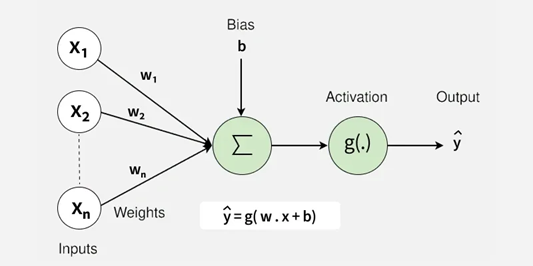 Bias
b
X₁
w₁
X₂
w₂
Activation
Output
Σ
g(.)
ŷ
wₙ
Xₙ
Weights
ŷ=g(w.x+b)
Inputs